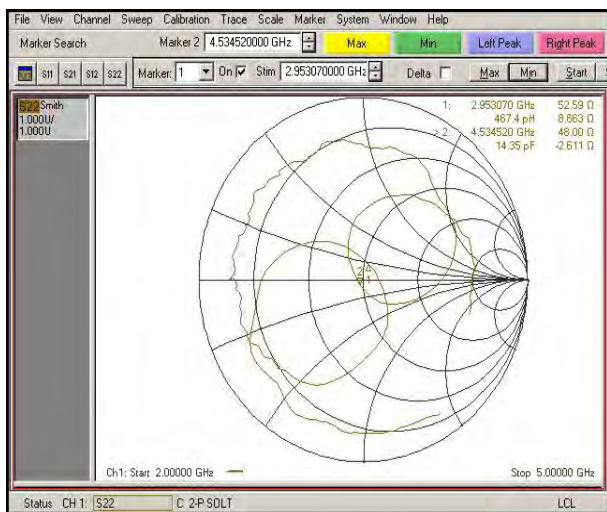 File View Channel Sweep Calibration Trace Scale Marker System Window Help
Marker Search Marker 2 4.534520000 GHz Max Min Left Peak Right Peak
S11 S21 S12 S22 Marker: 1 On Stim 2.953070000 GHz Delta Max Min Start
S22 Smith
1.000U/
1.000U
1: 2.953070 GHz 52.59 Ω
467.4 pH 8.663 Ω
> 2: 4.534520 GHz 48.00 Ω
14.35 pF -2.611 Ω
2
1
Ch1: Start 2.00000 GHz Stop 5.00000 GHz
Status CH 1: S22 C 2-P SOLT LCL